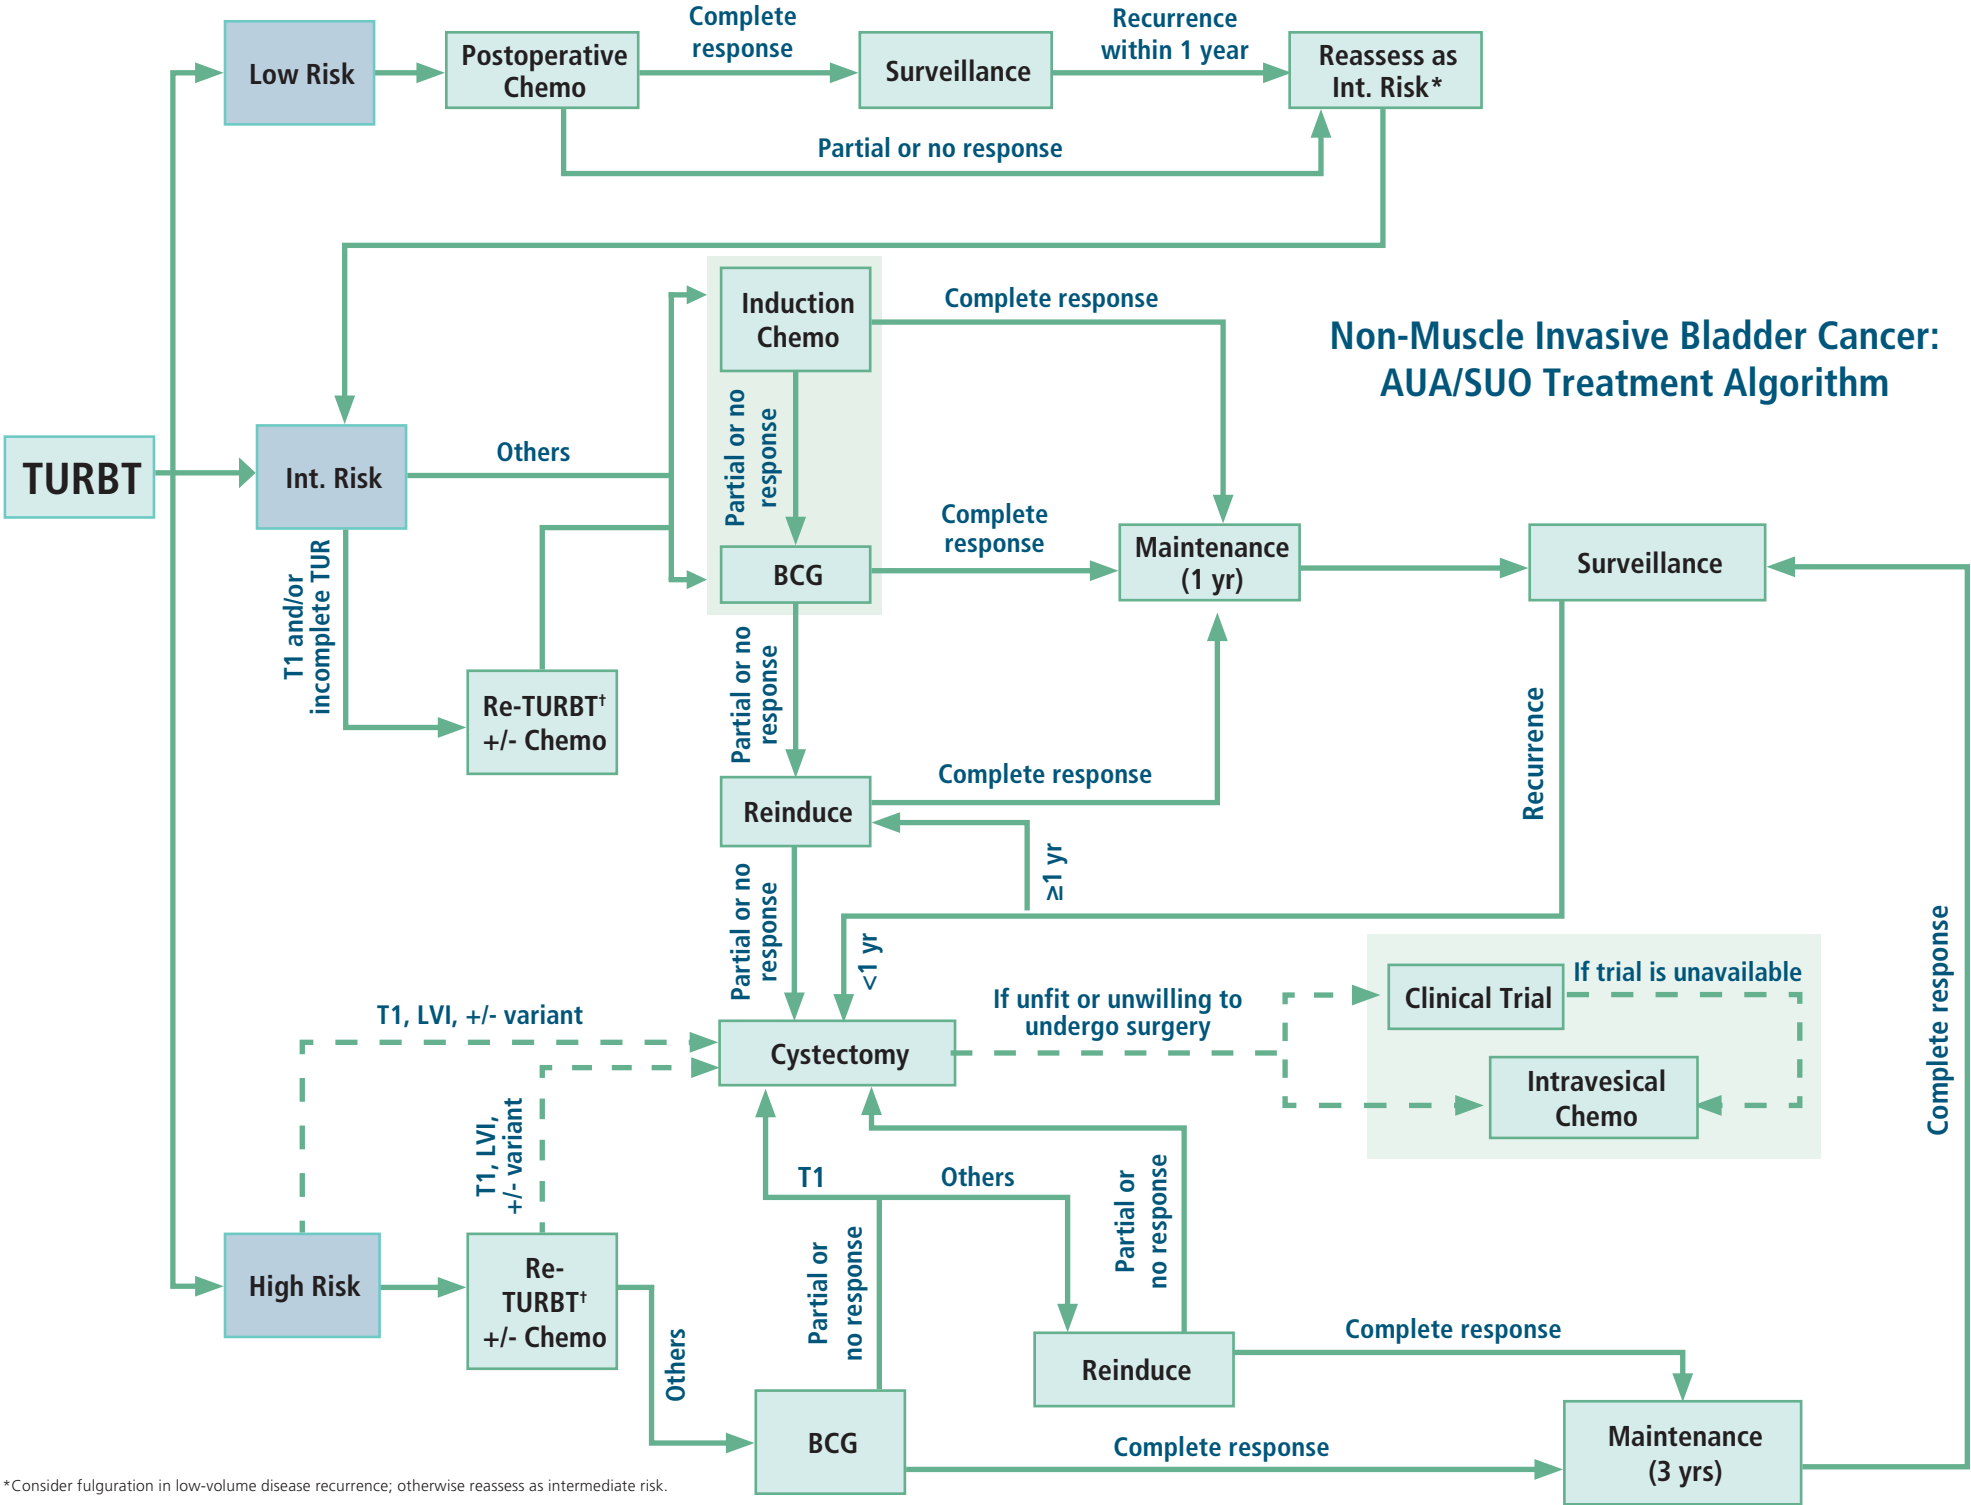 Complete
response
Recurrence
within 1 year
Low Risk
Postoperative
Chemo
Surveillance
Reassess as
Int. Risk*
Partial or no response
Non-Muscle Invasive Bladder Cancer:
AUA/SUO Treatment Algorithm
TURBT
Int. Risk
Others
T1 and/or
incomplete TUR
Re-TURBT†
+/- Chemo
Induction
Chemo
Complete response
Partial or no
response
BCG
Complete
response
Maintenance
(1 yr)
Surveillance
Partial or no
response
Reinduce
Complete response
≥1 yr
Recurrence
Partial or no
response
<1 yr
T1, LVI, +/- variant
Cystectomy
If unfit or unwilling to
undergo surgery
Clinical Trial
If trial is unavailable
Intravesical
Chemo
Complete response
T1, LVI,
+/- variant
T1
Others
Partial or
no response
Partial or
no response
High Risk
Re-
TURBT†
+/- Chemo
Others
Reinduce
Complete response
BCG
Complete response
Maintenance
(3 yrs)
*Consider fulguration in low-volume disease recurrence; otherwise reassess as intermediate risk.